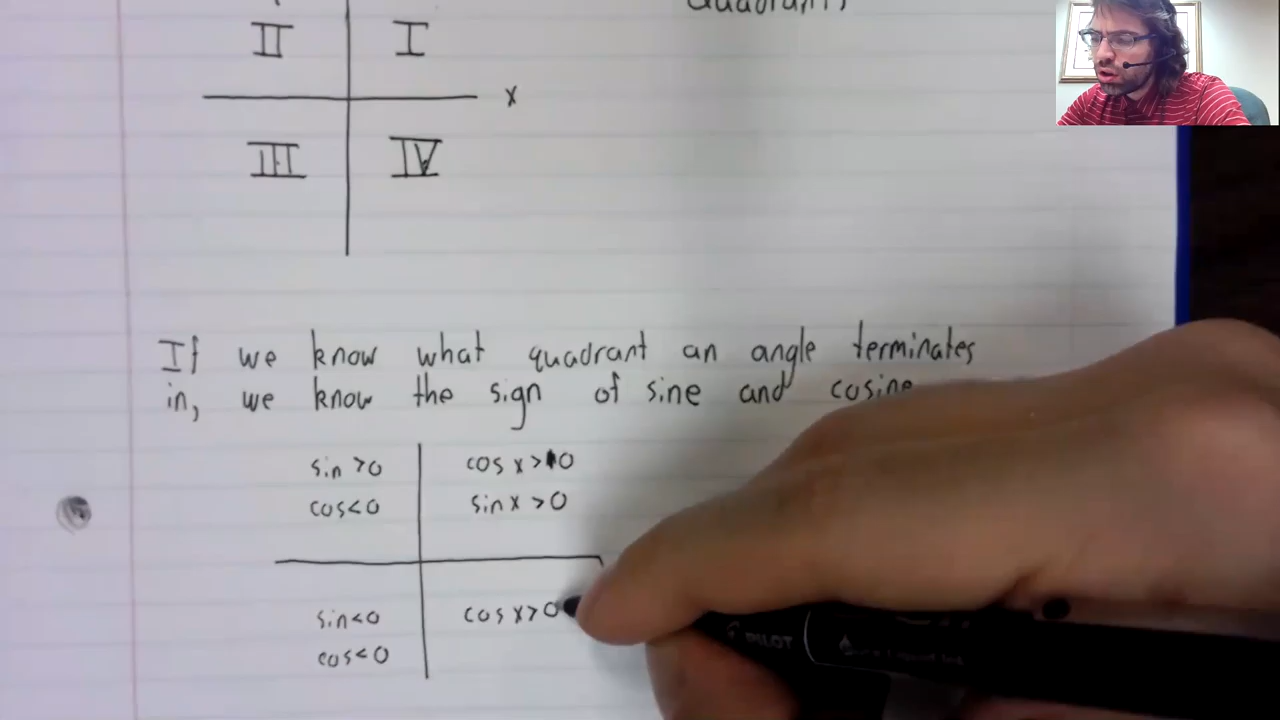 Quadrants
II I
x
III IV
If we know what quadrant an angle terminates
in, we know the sign of sine and cosine
sin >0 cos x > 0
cos<0 sin x > 0
sin<0 cos x > 0
cos<0
PILOT